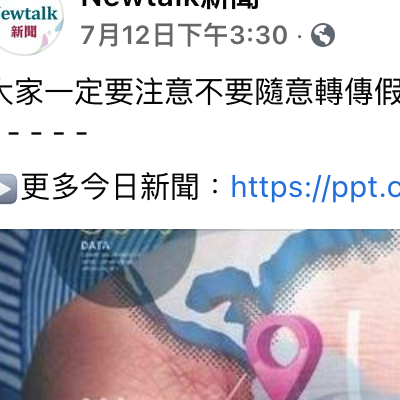 Newtalk新聞
Newtalk
新聞
7月12日下午3:30 ·
大家一定要注意不要隨意轉傳假
- - - - -
更多今日新聞：https://ppt.c
DATA